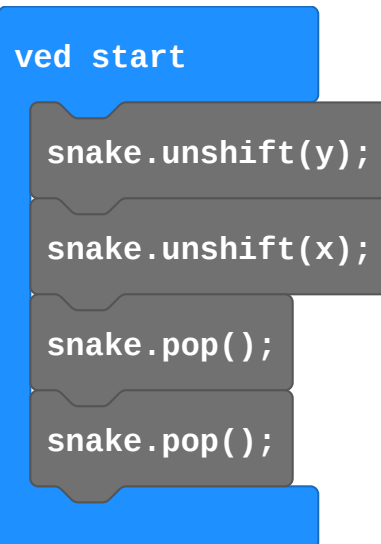 ved start
snake.unshift(y);
snake.unshift(x);
snake.pop();
snake.pop();